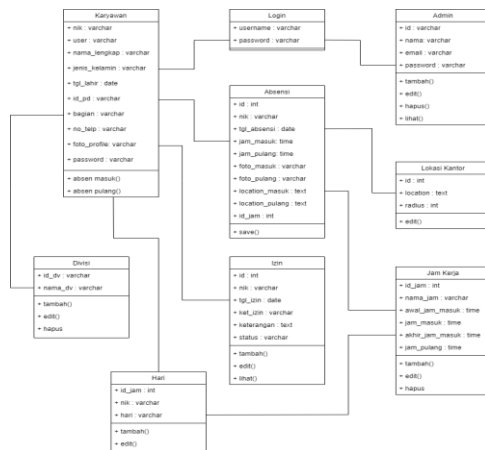 Karyawan
+ nik : varchar
+ user : varchar
+ nama_lengkap : varchar
+ jenis_kelamin : varchar
+ tgl_lahir : date
+ id_pd : varchar
+ bagian : varchar
+ no_telp : varchar
+ foto_profile: varchar
+ password : varchar
+ absen masuk()
+ absen pulang()
Login
+ username : varchar
+ password : varchar
Admin
+ id : varchar
+ nama: varchar
+ email : varchar
+ password : varchar
+ tambah()
+ edit()
+ hapus()
+ lihat()
Absensi
+ id : int
+ nik : varchar
+ tgl_absensi : date
+ jam_masuk: time
+ jam_pulang: time
+ foto_masuk : varchar
+ foto_pulang : varchar
+ location_masuk : text
+ location_pulang : text
+ id_jam : int
+ save()
Lokasi Kantor
+ id : int
+ location : text
+ radius : int
+ edit()
Divisi
+ id_dv : varchar
+ nama_dv : varchar
+ tambah()
+ edit()
+ hapus
Izin
+ id : int
+ nik : varchar
+ tgl_izin : date
+ ket_izin : varchar
+ keterangan : text
+ status : varchar
+ tambah()
+ edit()
+ lihat()
Jam Kerja
+ id_jam : int
+ nama_jam : varchar
+ awal_jam_masuk : time
+ jam_masuk : time
+ akhir_jam_masuk : time
+ jam_pulang : time
+ tambah()
+ edit()
+ hapus
Hari
+ id_jam : int
+ nik : varchar
+ hari : varchar
+ tambah()
+ edit()